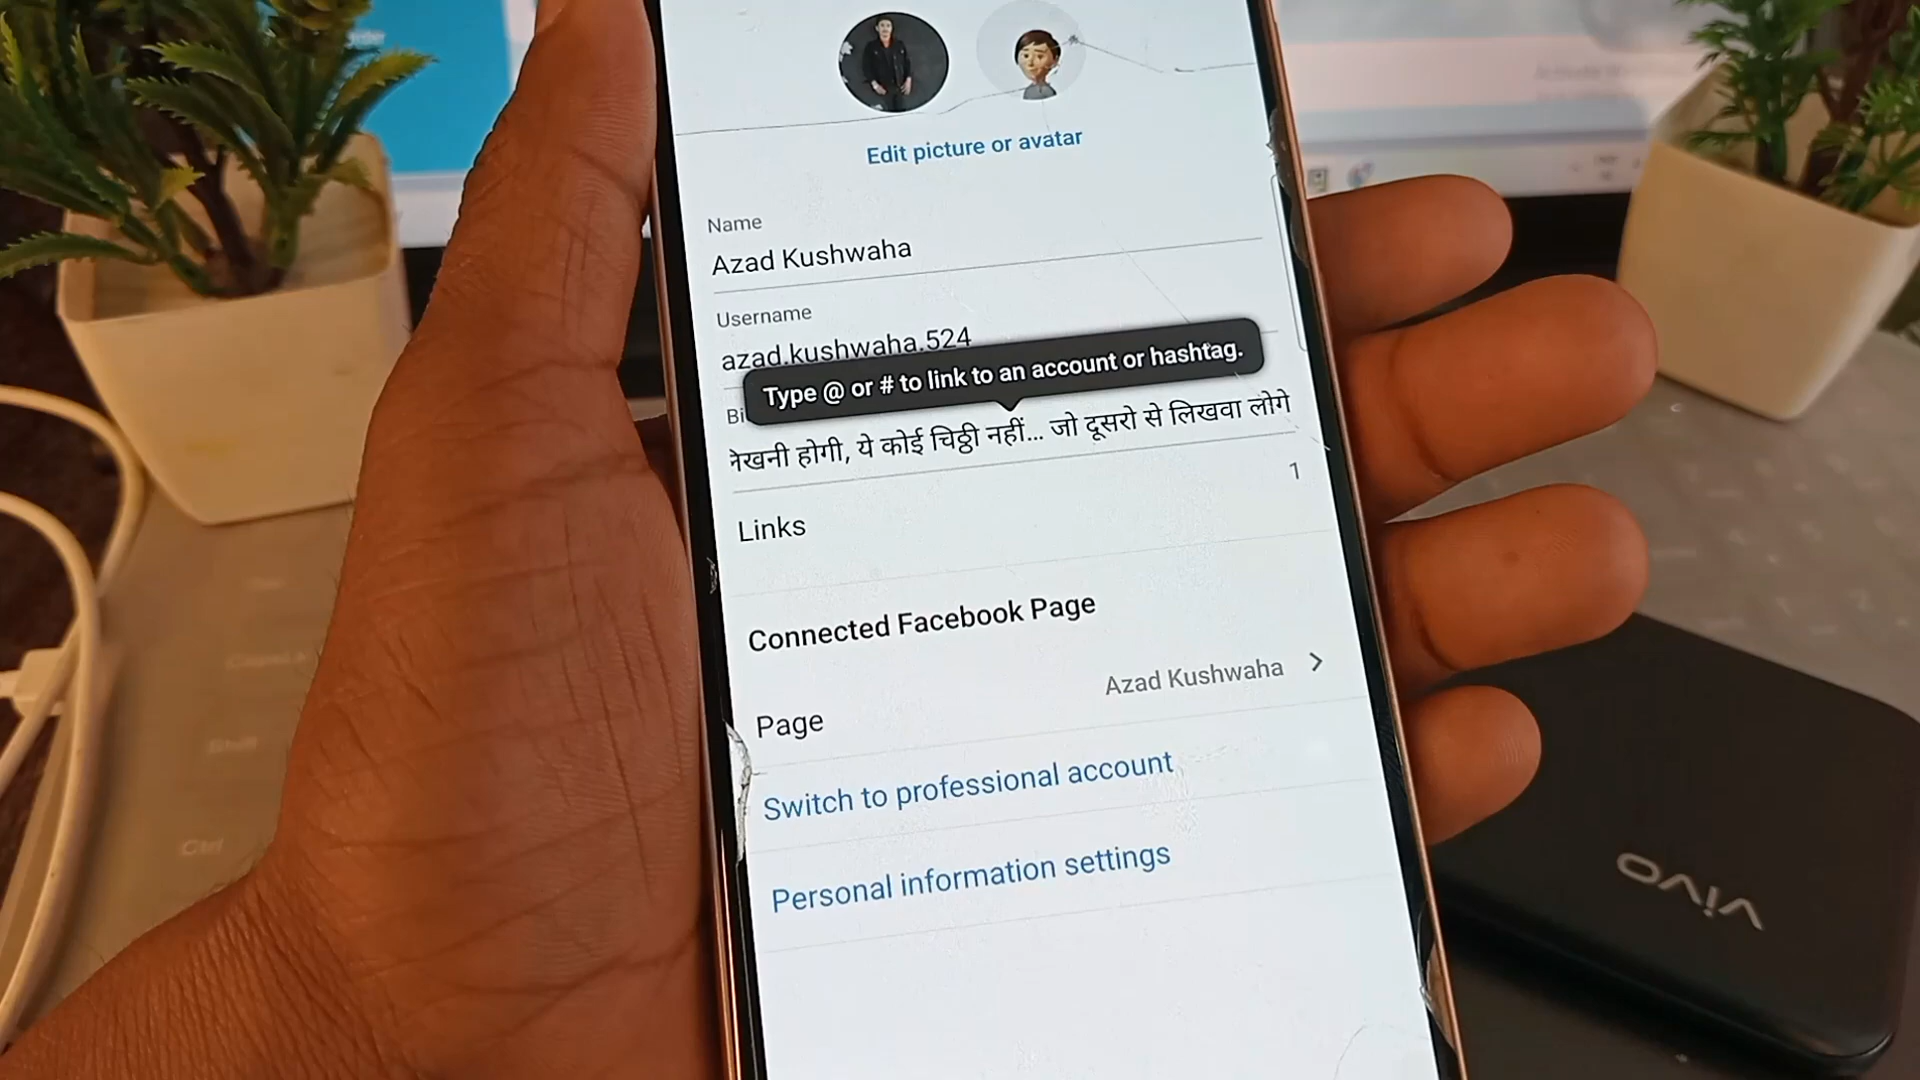 Edit picture or avatar
Name
Azad Kushwaha
Username
azad.kushwaha.524
Type @ or # to link to an account or hashtag.
Bi
होगी, ये कोई चिठ्ठी नहीं... जो दूसरो से लिखवा लोगे
Links
1
Connected Facebook Page
Page
Azad Kushwaha
Switch to professional account
Personal information settings
vivo
Ctrl